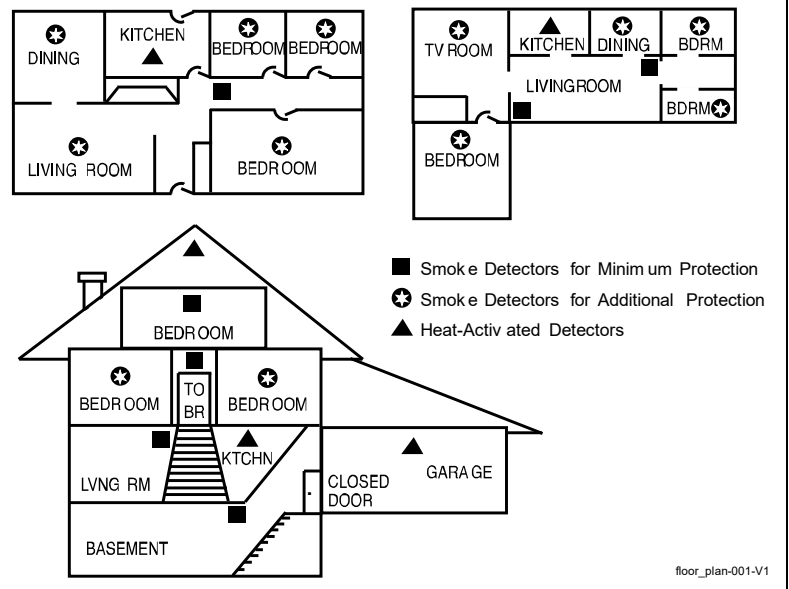 DINING
KITCHEN
BEDROOM
BEDROOM
LIVING ROOM
BEDROOM
TV ROOM
KITCHEN
DINING
BDRM
LIVINGROOM
BDRM
BEDROOM
Smoke Detectors for Minimum Protection
Smoke Detectors for Additional Protection
Heat-Activated Detectors
BEDROOM
BEDROOM
TO
BR
BEDROOM
LVNG RM
KTCHN
CLOSED
DOOR
GARAGE
BASEMENT
floor_plan-001-V1